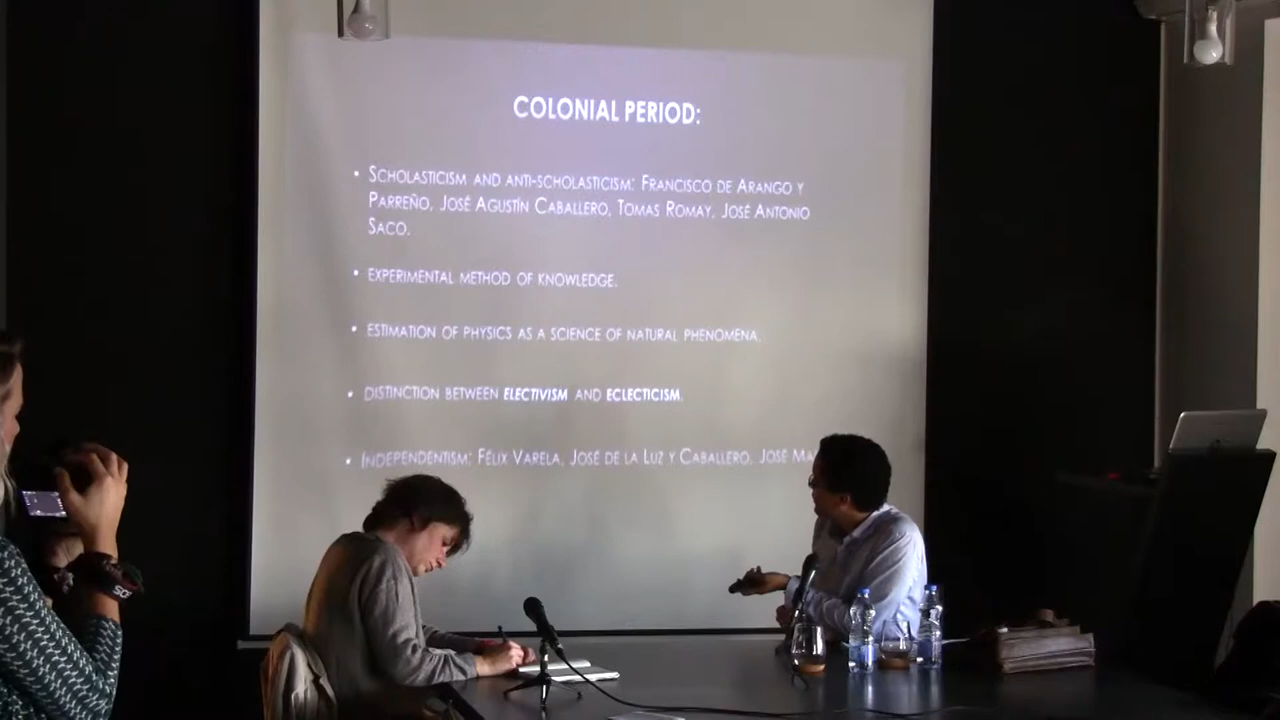 COLONIAL PERIOD:
• SCHOLASTICISM AND ANTI-SCHOLASTICISM: FRANCISCO DE ARANGO Y
PARREÑO, JOSÉ AGUSTÍN CABALLERO, TOMAS ROMAY, JOSÉ ANTONIO
SACO.
• EXPERIMENTAL METHOD OF KNOWLEDGE.
• ESTIMATION OF PHYSICS AS A SCIENCE OF NATURAL PHENOMENA.
• DISTINCTION BETWEEN ELECTIVISM AND ECLECTICISM.
• INDEPENDENTISM: FÉLIX VARELA, JOSÉ DE LA LUZ Y CABALLERO, JOSÉ MA